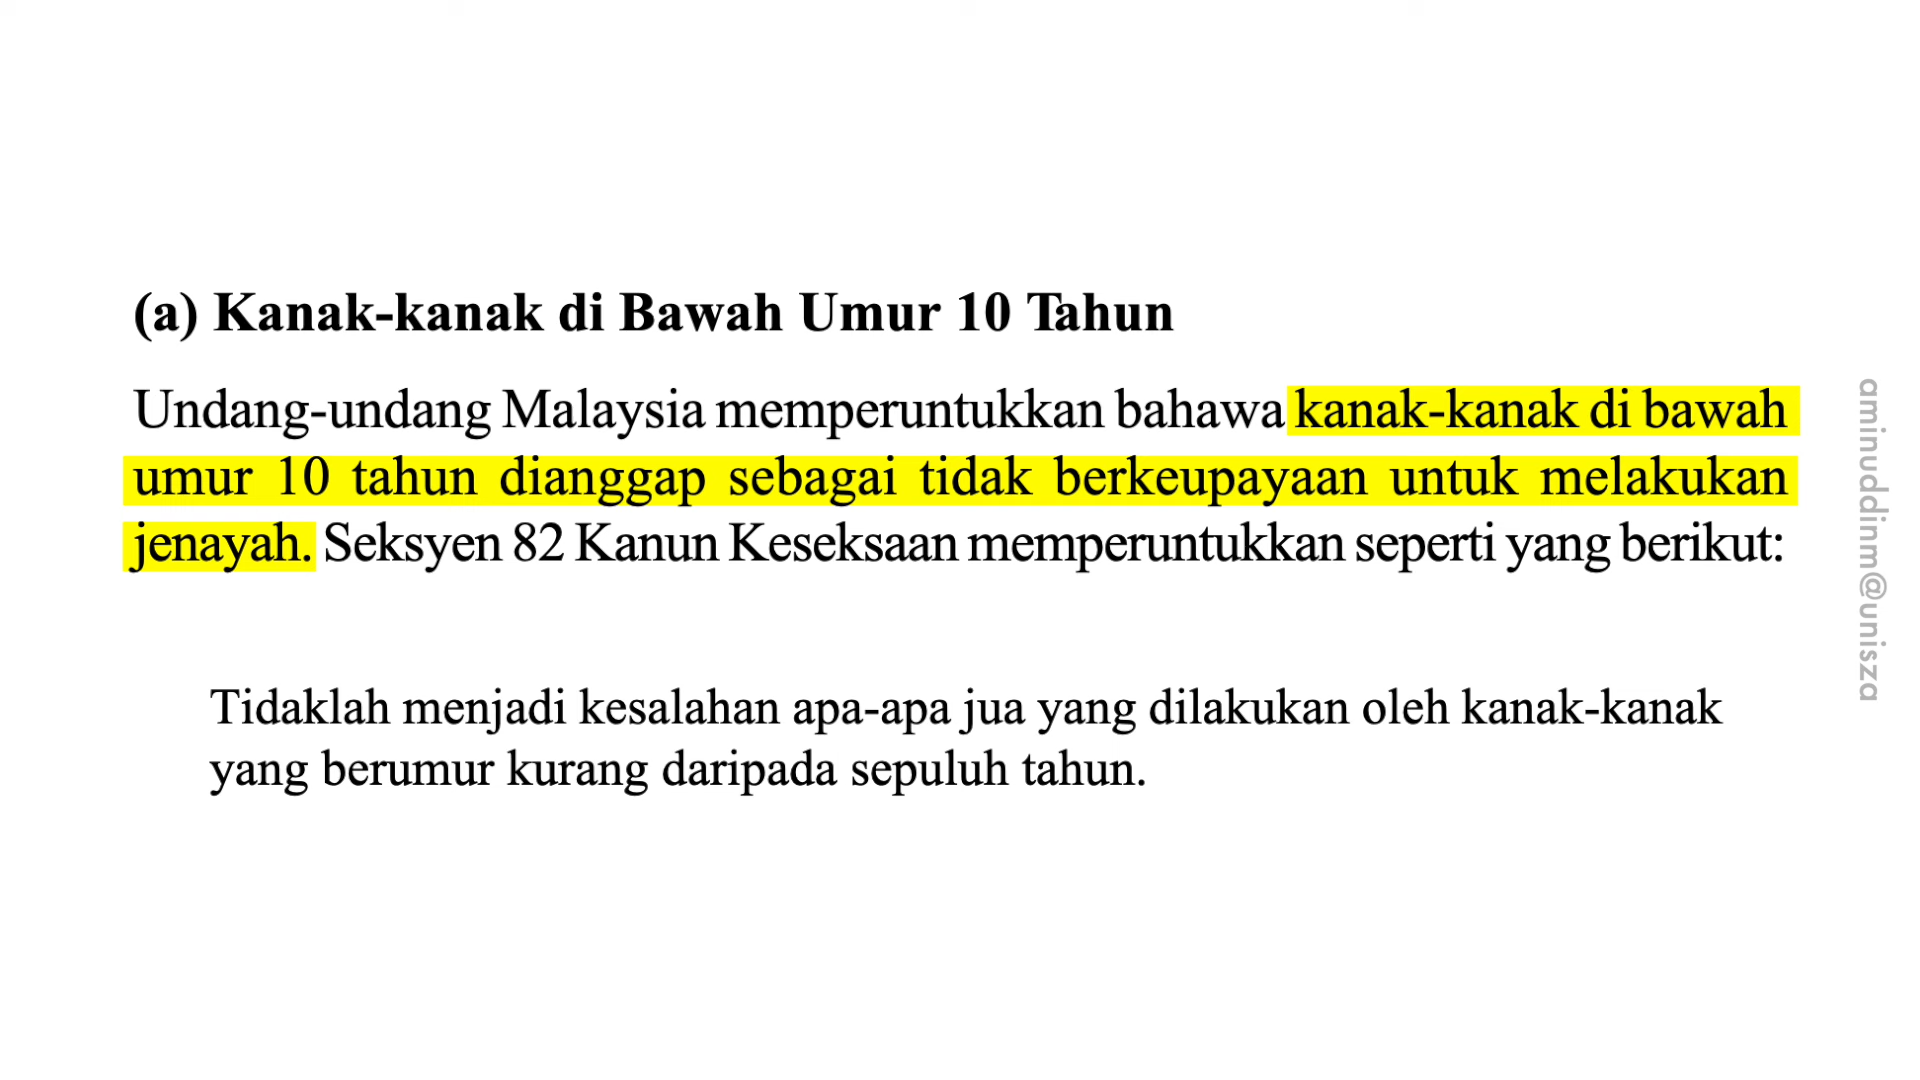 (a) Kanak-kanak di Bawah Umur 10 Tahun
Undang-undang Malaysia memperuntukkan bahawa kanak-kanak di bawah
umur 10 tahun dianggap sebagai tidak berkeupayaan untuk melakukan
jenayah. Seksyen 82 Kanun Keseksaan memperuntukkan seperti yang berikut:
Tidaklah menjadi kesalahan apa-apa jua yang dilakukan oleh kanak-kanak
yang berumur kurang daripada sepuluh tahun.
aminuddinm@unisza